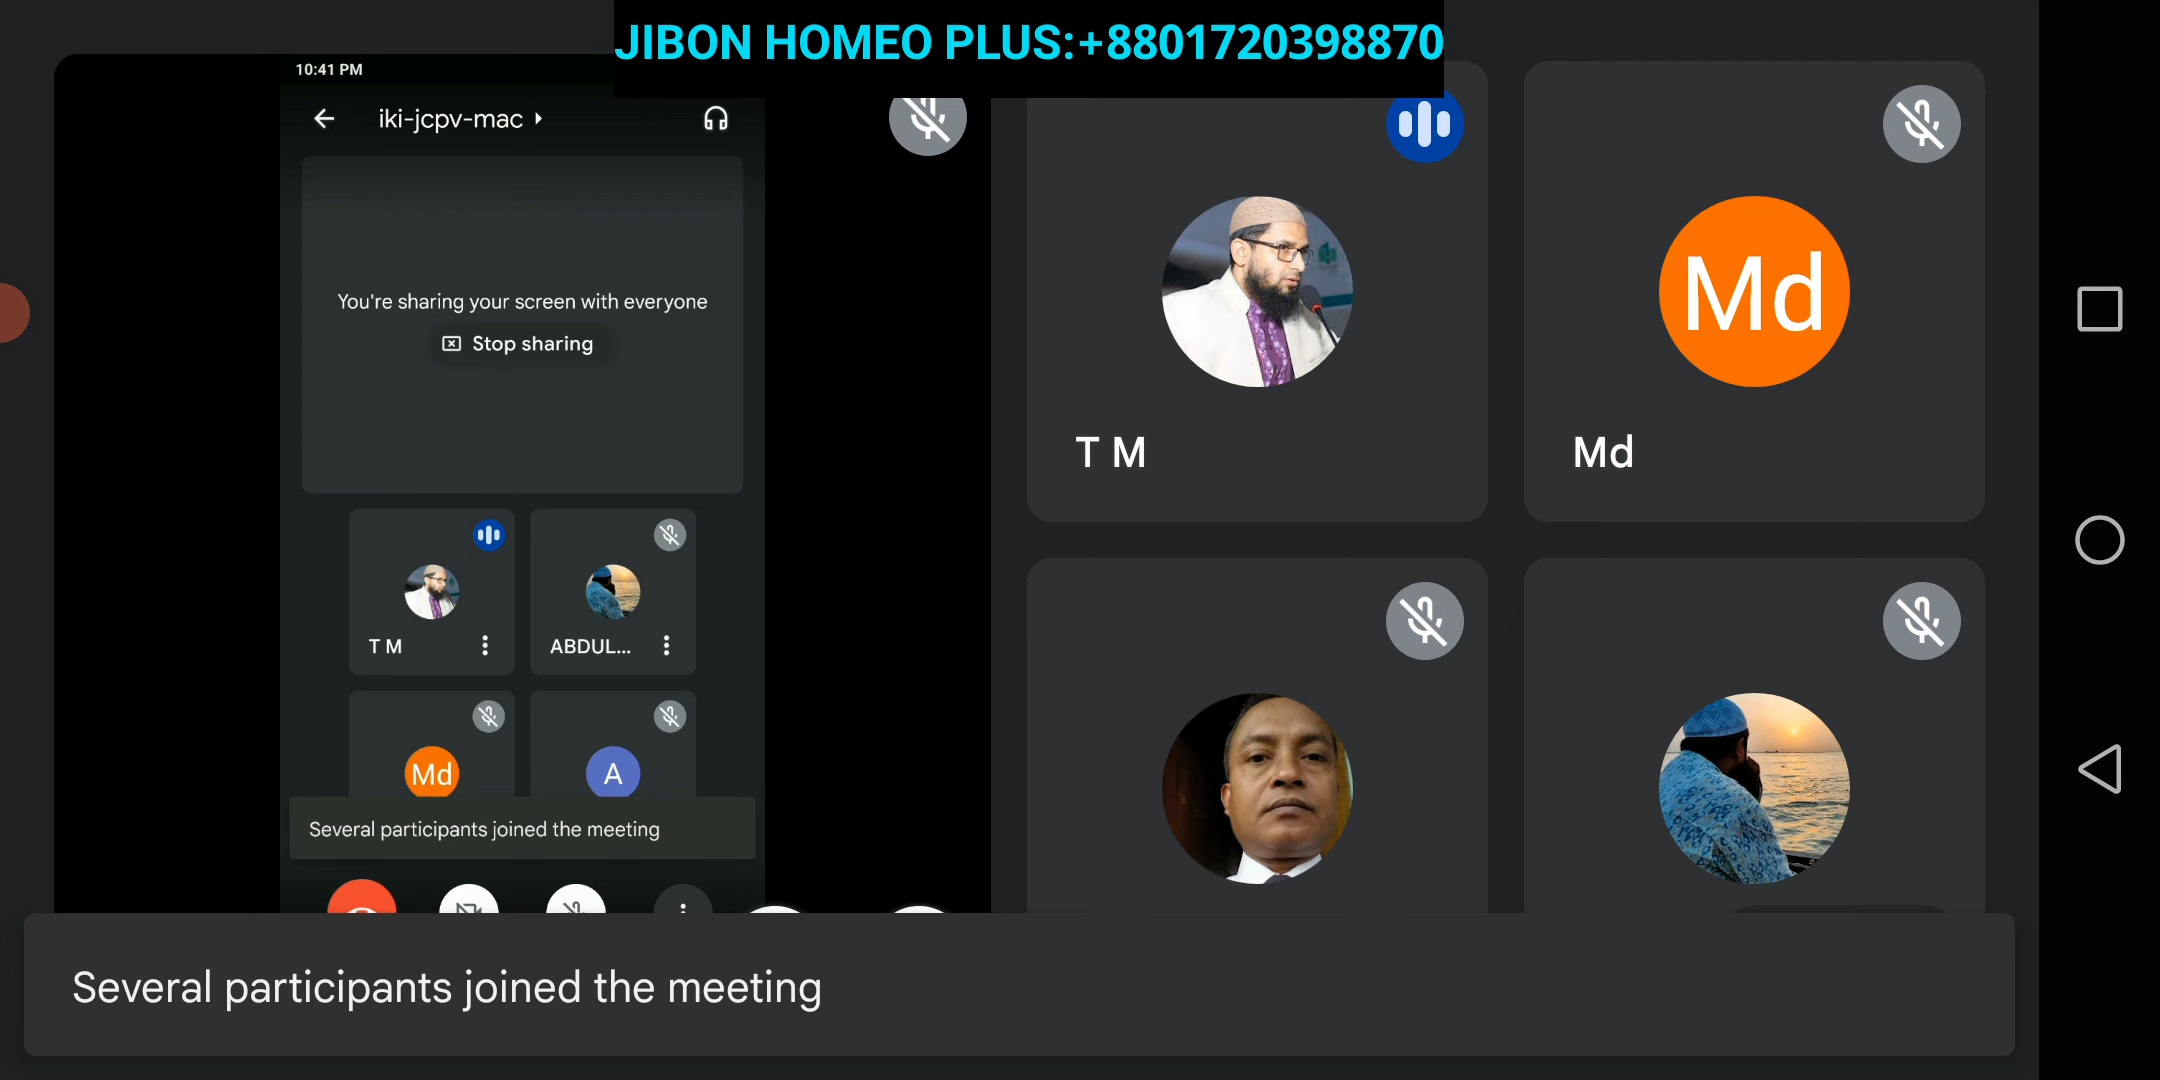 JIBON HOMEO PLUS:+8801720398870
10:41 PM
iki-jcpv-mac
You're sharing your screen with everyone
Stop sharing
T M
ABDUL...
Md
A
Several participants joined the meeting
Md
T M
Md
Several participants joined the meeting